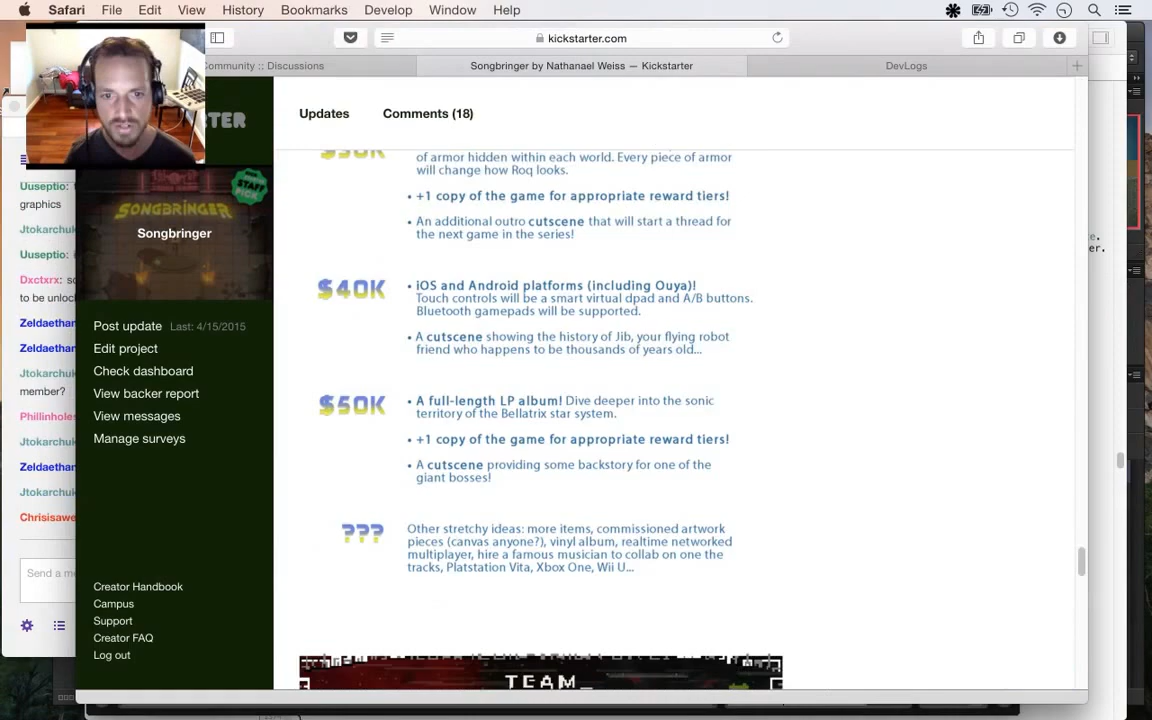 Safari File Edit View History Bookmarks Develop Window Help
kickstarter.com
ommunity :: Discussions
Songbringer by Nathanael Weiss — Kickstarter
DevLogs
TER
Updates
Comments (18)
SONGBRINGER
Songbringer
Post update Last: 4/15/2015
Edit project
Check dashboard
View backer report
View messages
Manage surveys
Creator Handbook
Campus
Support
Creator FAQ
Log out
Uuseptio:
graphics
Jtokarchuk
Uuseptio:
Dxctxrx: so
to be unlock
Zeldaethan
Zeldaethan
Jtokarchuk
member?
Phillinholes
Jtokarchuk
Zeldaethan
Jtokarchuk
Chrisisawe
Send a me
of armor hidden within each world. Every piece of armor
will change how Roq looks.
• +1 copy of the game for appropriate reward tiers!
• An additional outro cutscene that will start a thread for
the next game in the series!
$40K
• iOS and Android platforms (including Ouya)!
Touch controls will be a smart virtual dpad and A/B buttons.
Bluetooth gamepads will be supported.
• A cutscene showing the history of Jib, your flying robot
friend who happens to be thousands of years old...
$50K
• A full-length LP album! Dive deeper into the sonic
territory of the Bellatrix star system.
• +1 copy of the game for appropriate reward tiers!
• A cutscene providing some backstory for one of the
giant bosses!
???
Other stretchy ideas: more items, commissioned artwork
pieces (canvas anyone?), vinyl album, realtime networked
multiplayer, hire a famous musician to collab on one the
tracks, Platstation Vita, Xbox One, Wii U...
TEAM_